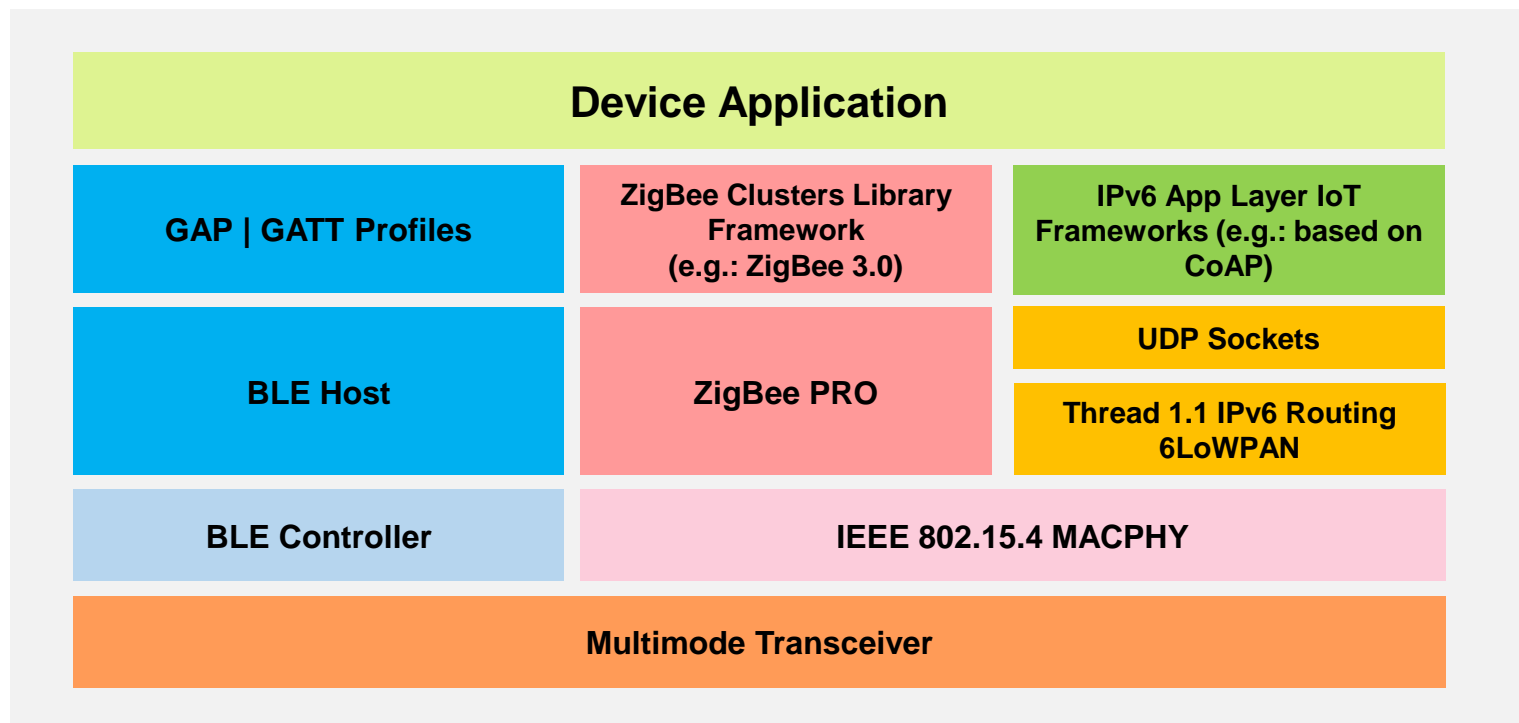 Device Application
GAP | GATT Profiles
ZigBee Clusters Library
Framework
(e.g.: ZigBee 3.0)
IPv6 App Layer IoT
Frameworks (e.g.: based on
CoAP)
BLE Host
ZigBee PRO
UDP Sockets
Thread 1.1 IPv6 Routing
6LoWPAN
BLE Controller
IEEE 802.15.4 MACPHY
Multimode Transceiver